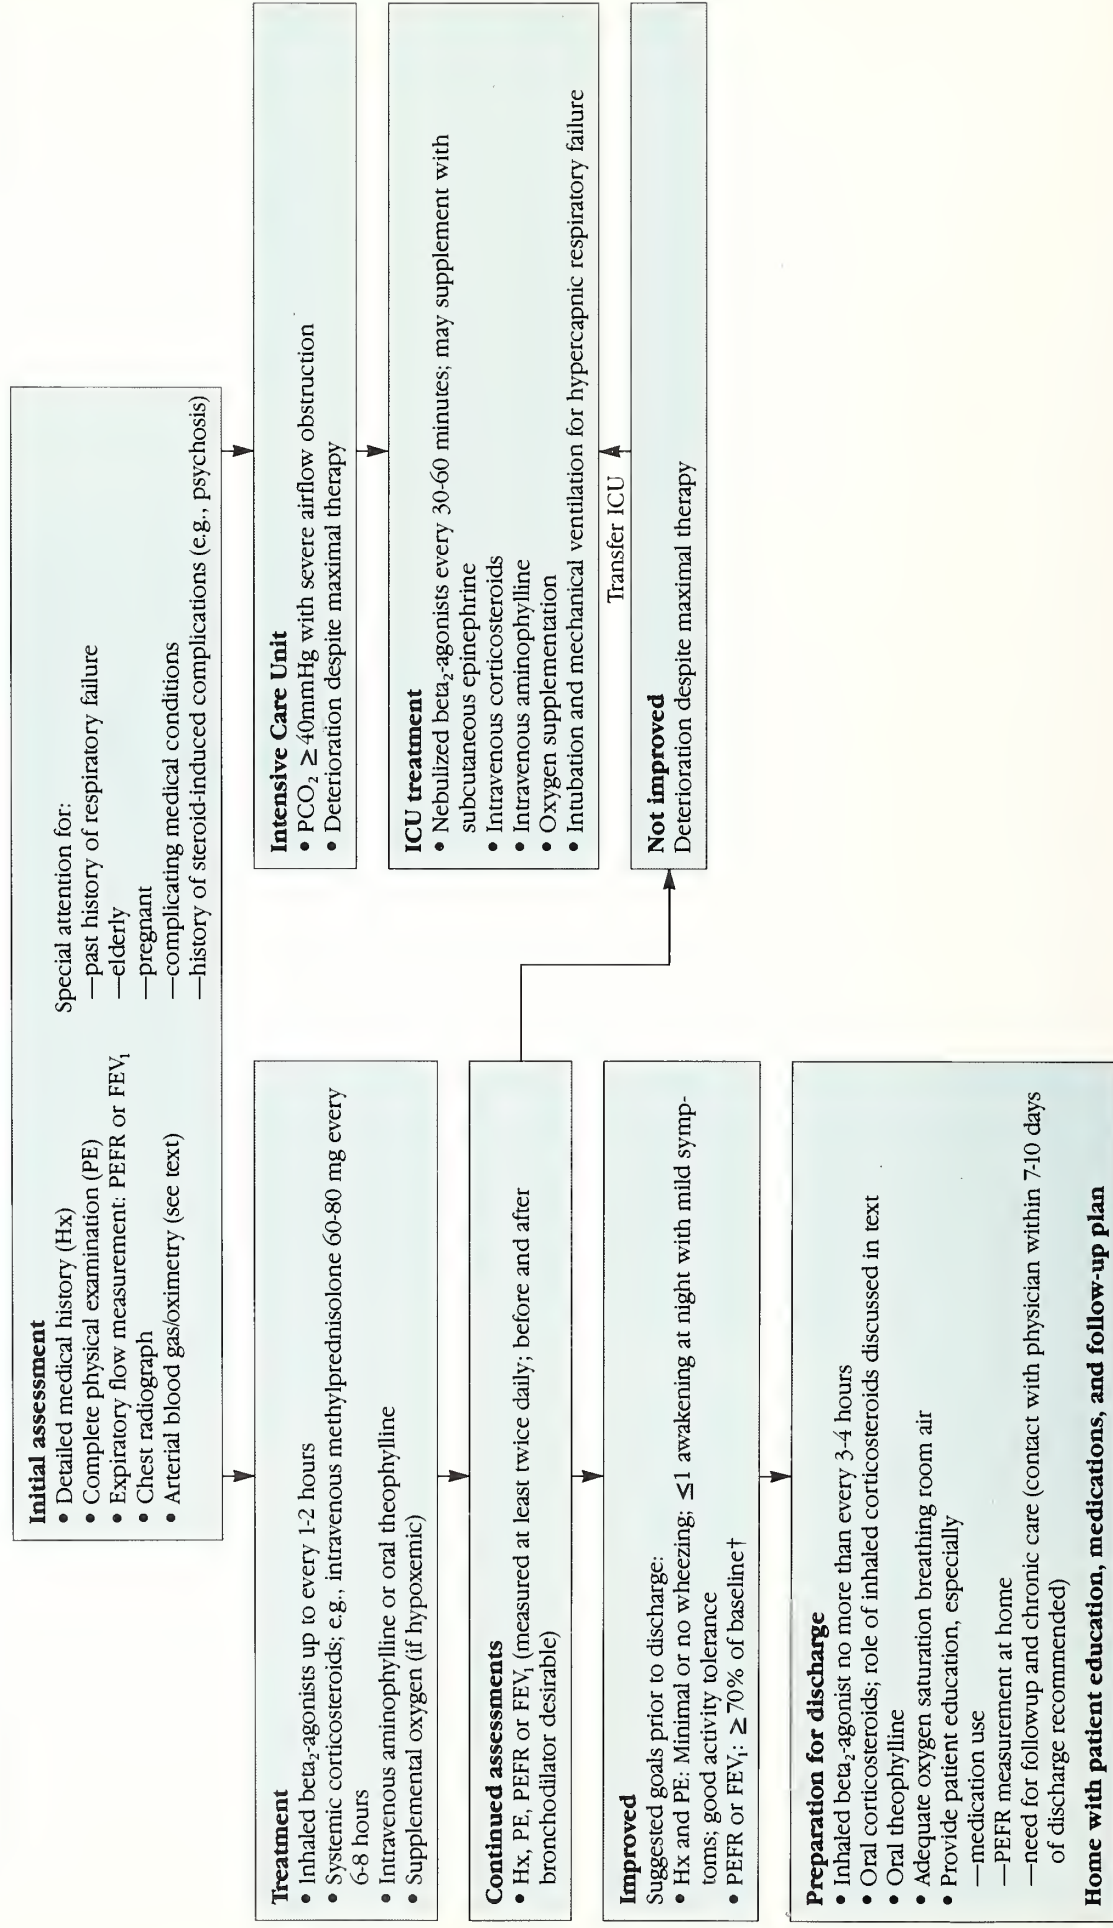 Initial assessment
• Detailed medical history (Hx)
• Complete physical examination (PE)
• Expiratory flow measurement: PEFR or FEV₁
• Chest radiograph
• Arterial blood gas/oximetry (see text)
Special attention for:
—past history of respiratory failure
—elderly
—pregnant
—complicating medical conditions
—history of steroid-induced complications (e.g., psychosis)
Treatment
• Inhaled beta₂-agonists up to every 1-2 hours
• Systemic corticosteroids; e.g., intravenous methylprednisolone 60-80 mg every
6-8 hours
• Intravenous aminophylline or oral theophylline
• Supplemental oxygen (if hypoxemic)
Continued assessments
• Hx, PE, PEFR or FEV₁ (measured at least twice daily; before and after
bronchodilator desirable)
Improved
Suggested goals prior to discharge:
• Hx and PE: Minimal or no wheezing; ≤1 awakening at night with mild symp-
toms; good activity tolerance
• PEFR or FEV₁: ≥70% of baseline†
Preparation for discharge
• Inhaled beta₂-agonist no more than every 3-4 hours
• Oral corticosteroids; role of inhaled corticosteroids discussed in text
• Oral theophylline
• Adequate oxygen saturation breathing room air
• Provide patient education, especially
—medication use
—PEFR measurement at home
—need for followup and chronic care (contact with physician within 7-10 days
of discharge recommended)
Home with patient education, medications, and follow-up plan
Intensive Care Unit
• PCO₂ ≥40mmHg with severe airflow obstruction
• Deterioration despite maximal therapy
ICU treatment
• Nebulized beta₂-agonists every 30-60 minutes; may supplement with
subcutaneous epinephrine
• Intravenous corticosteroids
• Intravenous aminophylline
• Oxygen supplementation
• Intubation and mechanical ventilation for hypercapnic respiratory failure
Transfer ICU
Not improved
Deterioration despite maximal therapy